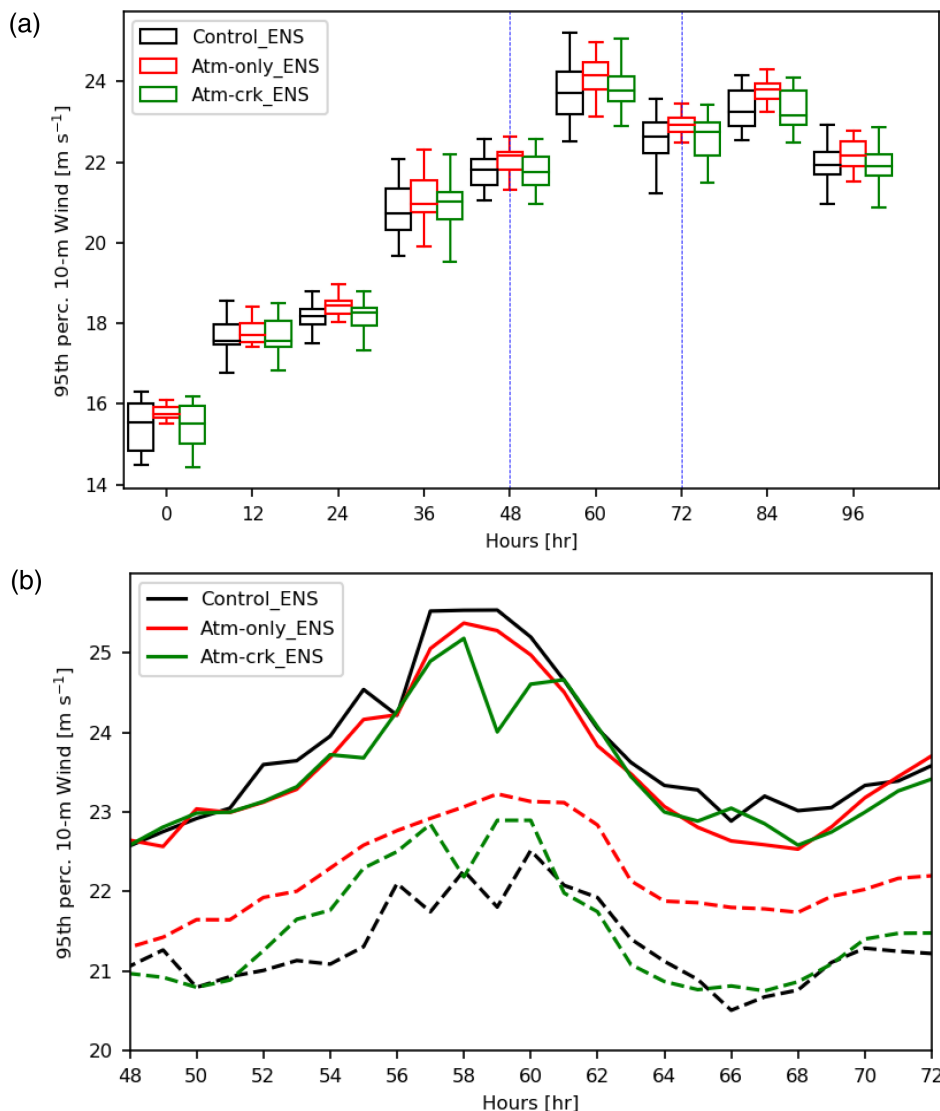 (a)
Control_ENS
Atm-only_ENS
Atm-crk_ENS
95th perc. 10-m Wind [m s⁻¹]
24
22
20
18
16
14
0 12 24 36 48 60 72 84 96
Hours [hr]
(b)
Control_ENS
Atm-only_ENS
Atm-crk_ENS
95th perc. 10-m Wind [m s⁻¹]
25
24
23
22
21
20
48 50 52 54 56 58 60 62 64 66 68 70 72
Hours [hr]